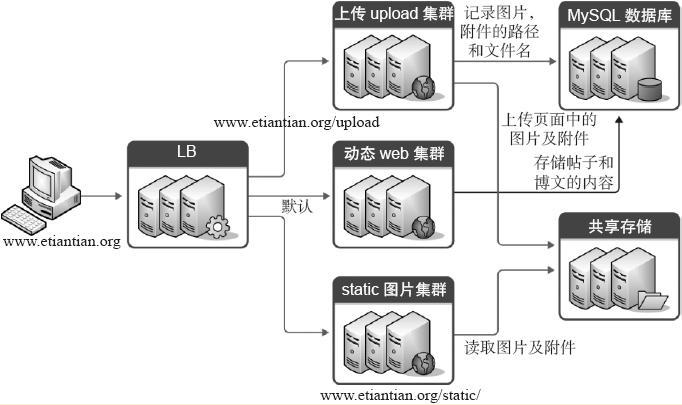 上传 upload 集群
记录图片，
附件的路径
和文件名
MySQL 数据库
www.etiantian.org/upload
上传页面中的
图片及附件
LB
动态 web 集群
存储帖子和
博文的内容
默认
www.etiantian.org
共享存储
static 图片集群
读取图片及附件
www.etiantian.org/static/